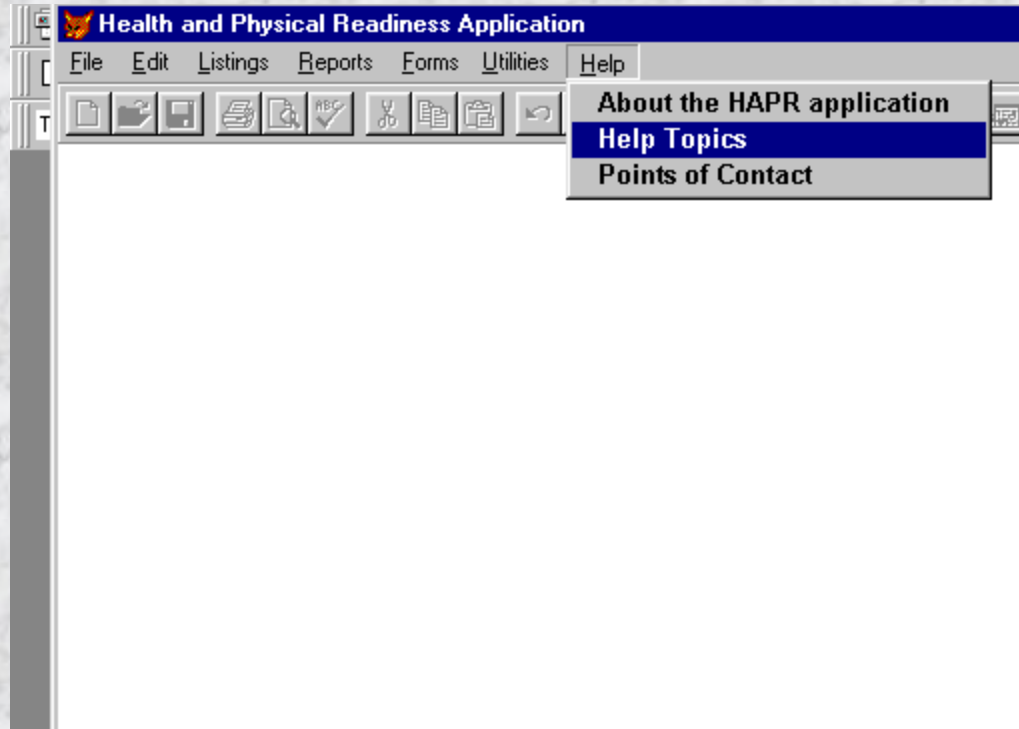 Health and Physical Readiness Application
File Edit Listings Reports Forms Utilities Help
ABC
About the HAPR application
Help Topics
Points of Contact